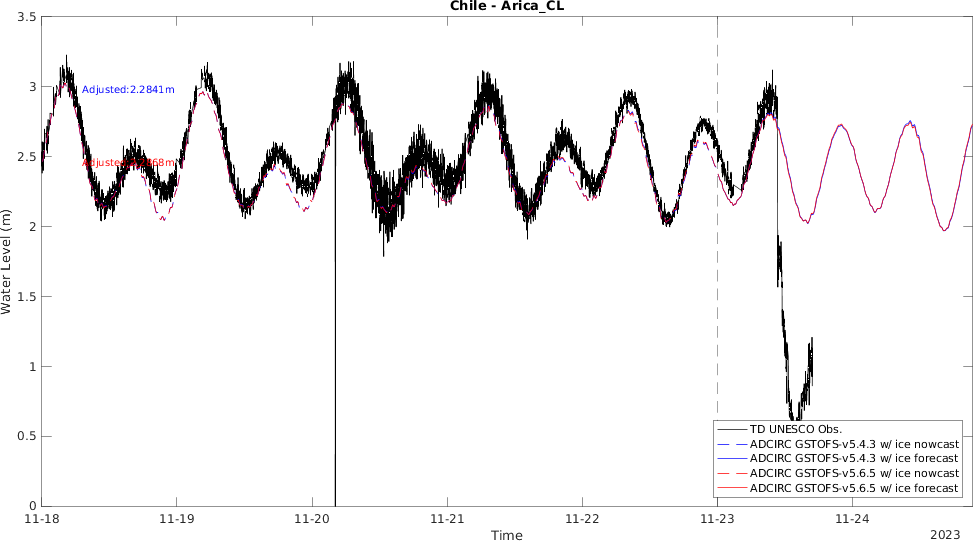 Chile - Arica_CL
3.5
3
2.5
2
1.5
1
0.5
0
Water Level (m)
Adjusted:2.2841m
11-18
11-19
11-20
11-21
11-22
11-23
11-24
Time
2023
TD UNESCO Obs.
ADCIRC GSTOFS-v5.4.3 w/ ice nowcast
ADCIRC GSTOFS-v5.4.3 w/ ice forecast
ADCIRC GSTOFS-v5.6.5 w/ ice nowcast
ADCIRC GSTOFS-v5.6.5 w/ ice forecast